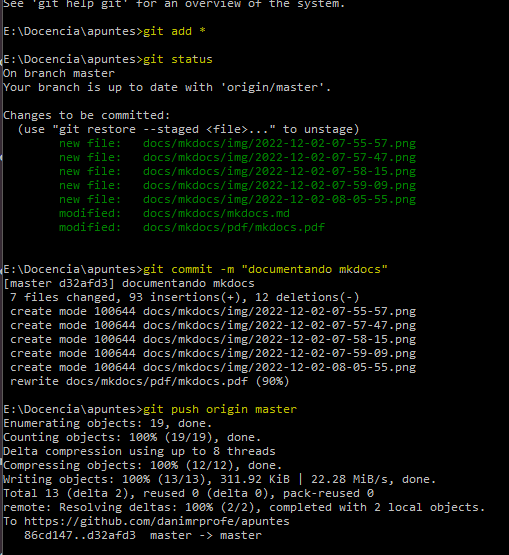 See 'git help git' for an overview of the system.
E:\Docencia\apuntes>git add *
E:\Docencia\apuntes>git status
On branch master
Your branch is up to date with 'origin/master'.
Changes to be committed:
(use "git restore --staged <file>..." to unstage)
new file: docs/mkdocs/img/2022-12-02-07-55-57.png
new file: docs/mkdocs/img/2022-12-02-07-57-47.png
new file: docs/mkdocs/img/2022-12-02-07-58-15.png
new file: docs/mkdocs/img/2022-12-02-07-59-09.png
new file: docs/mkdocs/img/2022-12-02-08-05-55.png
modified: docs/mkdocs/mkdocs.md
modified: docs/mkdocs/pdf/mkdocs.pdf
E:\Docencia\apuntes>git commit -m "documentando mkdocs"
[master d32afd3] documentando mkdocs
7 files changed, 93 insertions(+), 12 deletions(-)
create mode 100644 docs/mkdocs/img/2022-12-02-07-55-57.png
create mode 100644 docs/mkdocs/img/2022-12-02-07-57-47.png
create mode 100644 docs/mkdocs/img/2022-12-02-07-58-15.png
create mode 100644 docs/mkdocs/img/2022-12-02-07-59-09.png
create mode 100644 docs/mkdocs/img/2022-12-02-08-05-55.png
rewrite docs/mkdocs/pdf/mkdocs.pdf (90%)
E:\Docencia\apuntes>git push origin master
Enumerating objects: 19, done.
Counting objects: 100% (19/19), done.
Delta compression using up to 8 threads
Compressing objects: 100% (12/12), done.
Writing objects: 100% (13/13), 311.92 KiB | 22.28 MiB/s, done.
Total 13 (delta 2), reused 0 (delta 0), pack-reused 0
remote: Resolving deltas: 100% (2/2), completed with 2 local objects.
To https://github.com/danimrprofe/apuntes
86cd147..d32afd3 master -> master